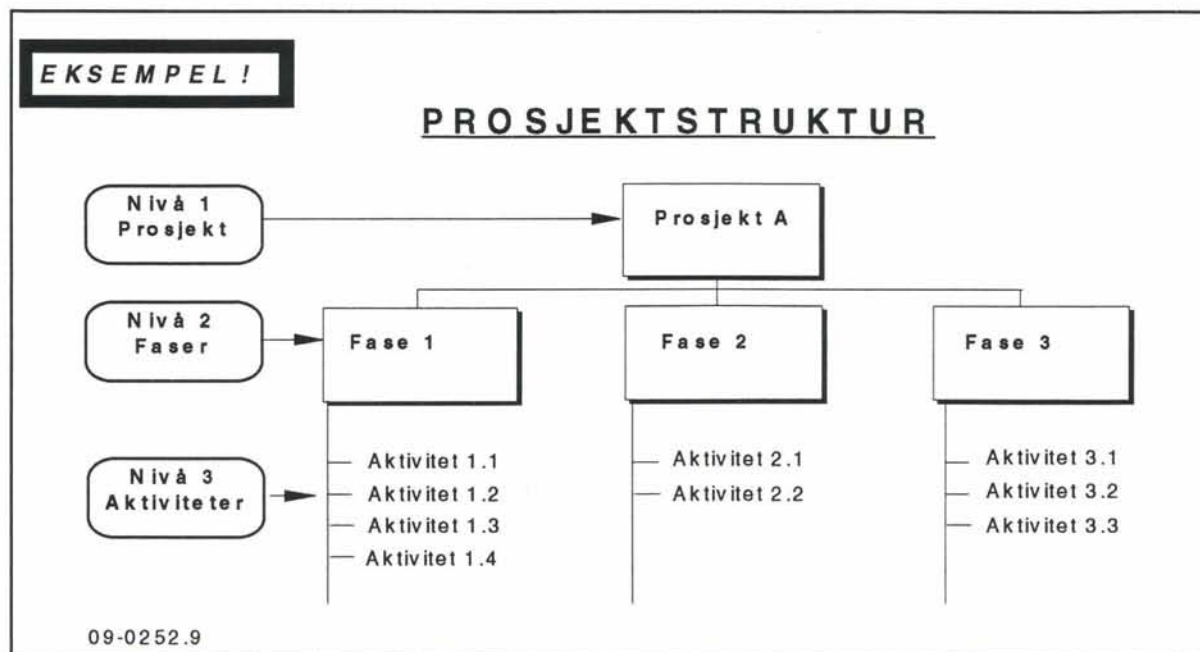 EKSEMPEL!
PROSJEKTSTRUKTUR
Nivå 1
Prosjekt
Prosjekt A
Nivå 2
Faser
Fase 1
Fase 2
Fase 3
Nivå 3
Aktiviteter
Aktivitet 1.1
Aktivitet 1.2
Aktivitet 1.3
Aktivitet 1.4
Aktivitet 2.1
Aktivitet 2.2
Aktivitet 3.1
Aktivitet 3.2
Aktivitet 3.3
09-0252.9